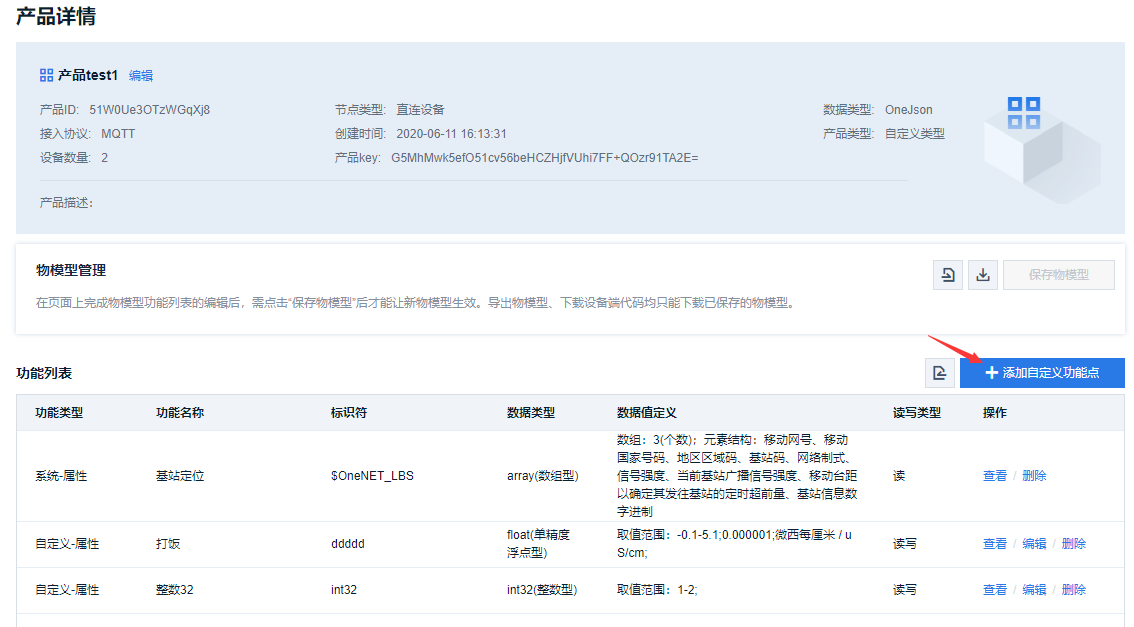 产品详情
产品test1 编辑
产品ID: 51W0Ue3OTzWGqXj8 节点类型: 直连设备 数据类型: OneJson
接入协议: MQTT 创建时间: 2020-06-11 16:13:31 产品类型: 自定义类型
设备数量: 2 产品key: G5MhMwk5efO51cv56beHCZHjfVUhi7FF+QOzr91TA2E=
产品描述:
物模型管理 保存物模型
在页面上完成物模型功能列表的编辑后，需点击“保存物模型”后才能让新物模型生效。导出物模型、下载设备端代码均只能下载已保存的物模型。
功能列表 添加自定义功能点
功能类型 功能名称 标识符 数据类型 数据值定义 读写类型 操作
系统-属性 基站定位 $OneNET_LBS array(数组型) 数组：3(个数)；元素结构：移动网号、移动
国家号码、地区区域码、基站码、网络制式、
信号强度、当前基站广播信号强度、移动台距
以确定其发往基站的定时超前量、基站信息数
字进制 读 查看 / 删除
自定义-属性 打饭 ddddd float(单精度
浮点型) 取值范围：-0.1-5.1;0.000001;微西每厘米 / u
S/cm; 读写 查看 / 编辑 / 删除
自定义-属性 整数32 int32 int32(整数型) 取值范围：1-2; 读写 查看 / 编辑 / 删除